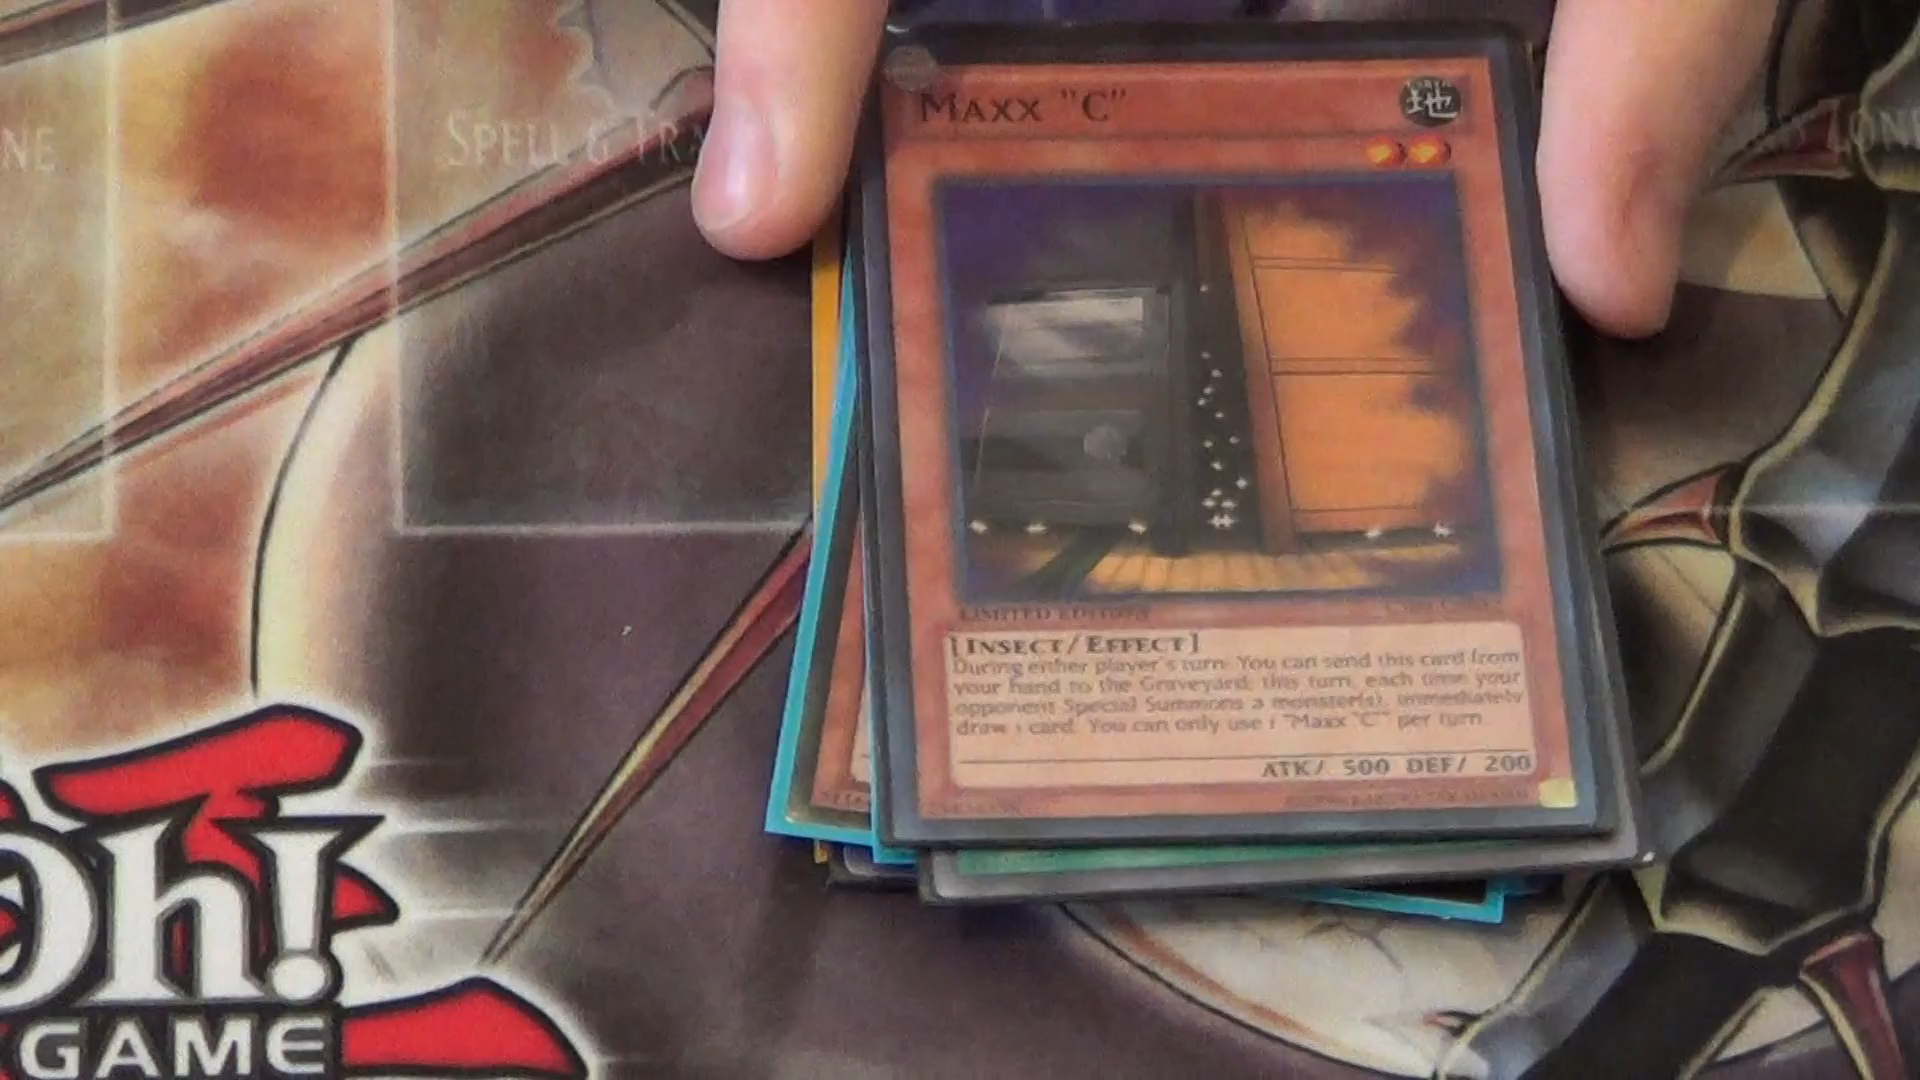 NE
SPELL & TRA
ZONE
MAXX "C"
地
LIMITED EDITION
[INSECT/EFFECT]
During either player's turn: You can send this card from
your hand to the Graveyard; this turn, each time your
opponent Special Summons a monster(s), immediately
draw 1 card. You can only use 1 "Maxx "C"" per turn.
ATK/ 500 DEF/ 200
Oh!
GAME